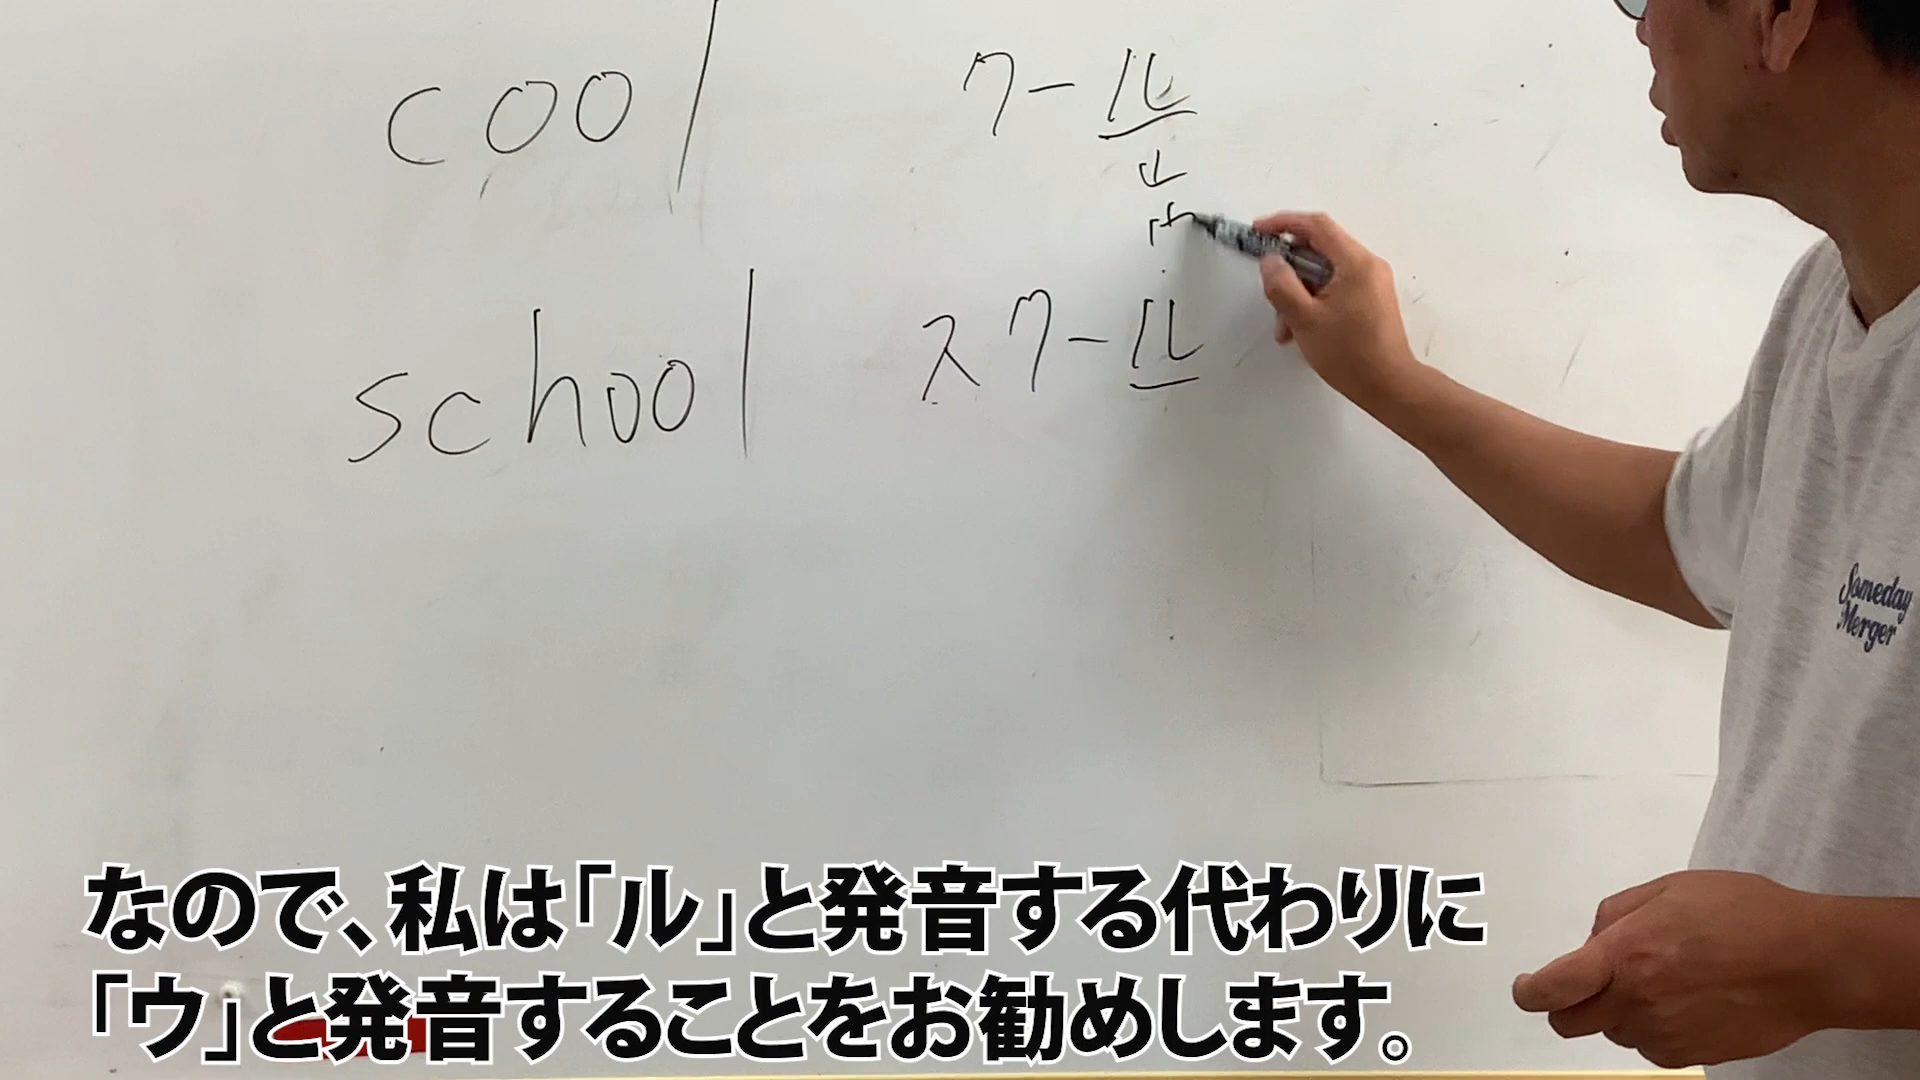 cool クール
↓
school スクール
Someday
Merger
なので、私は「ル」と発音する代わりに
「ウ」と発音することをお勧めします。